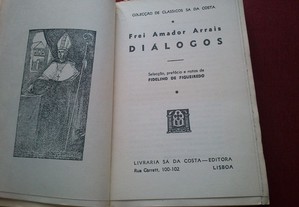 COLECÇÃO DE CLÁSSICOS SÁ DA COSTA
Frei Amador Arrais
DIÁLOGOS
Selecção, prefácio e notas de
FIDELINO DE FIGUEIREDO
LIVRARIA SÁ DA COSTA—EDITORA
Rua Garrett, 100-102 LISBOA